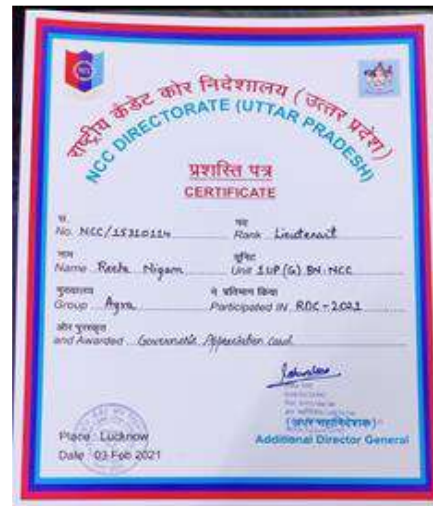 राष्ट्रीय कैडेट कोर निदेशालय (उत्तर प्रदेश)
NCC DIRECTORATE (UTTAR PRADESH)
प्रशस्ति पत्र
CERTIFICATE
सं. पद
No. NCC/15310114 Rank Lieutenant
नाम यूनिट
Name Reeta Nigam Unit 1UP(G) BN NCC
मुख्यालय ने प्रतिभाग किया
Group Agra Participated IN RDC-2021
और पुरस्कृत
and Awarded Governor's Appreciation card
(अपर महानिदेशक)
Place : Lucknow Additional Director General
Date : 03 Feb 2021